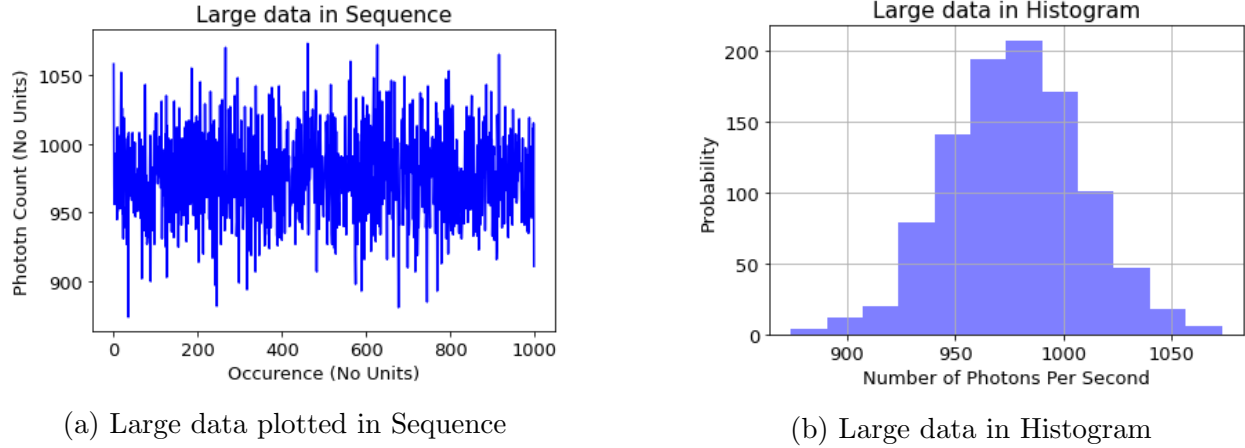 Large data in Sequence
Phototn Count (No Units)
1050
1000
950
900
0 200 400 600 800 1000
Occurence (No Units)
(a) Large data plotted in Sequence
Large data in Histogram
Probability
200
150
100
50
0
900 950 1000 1050
Number of Photons Per Second
(b) Large data in Histogram